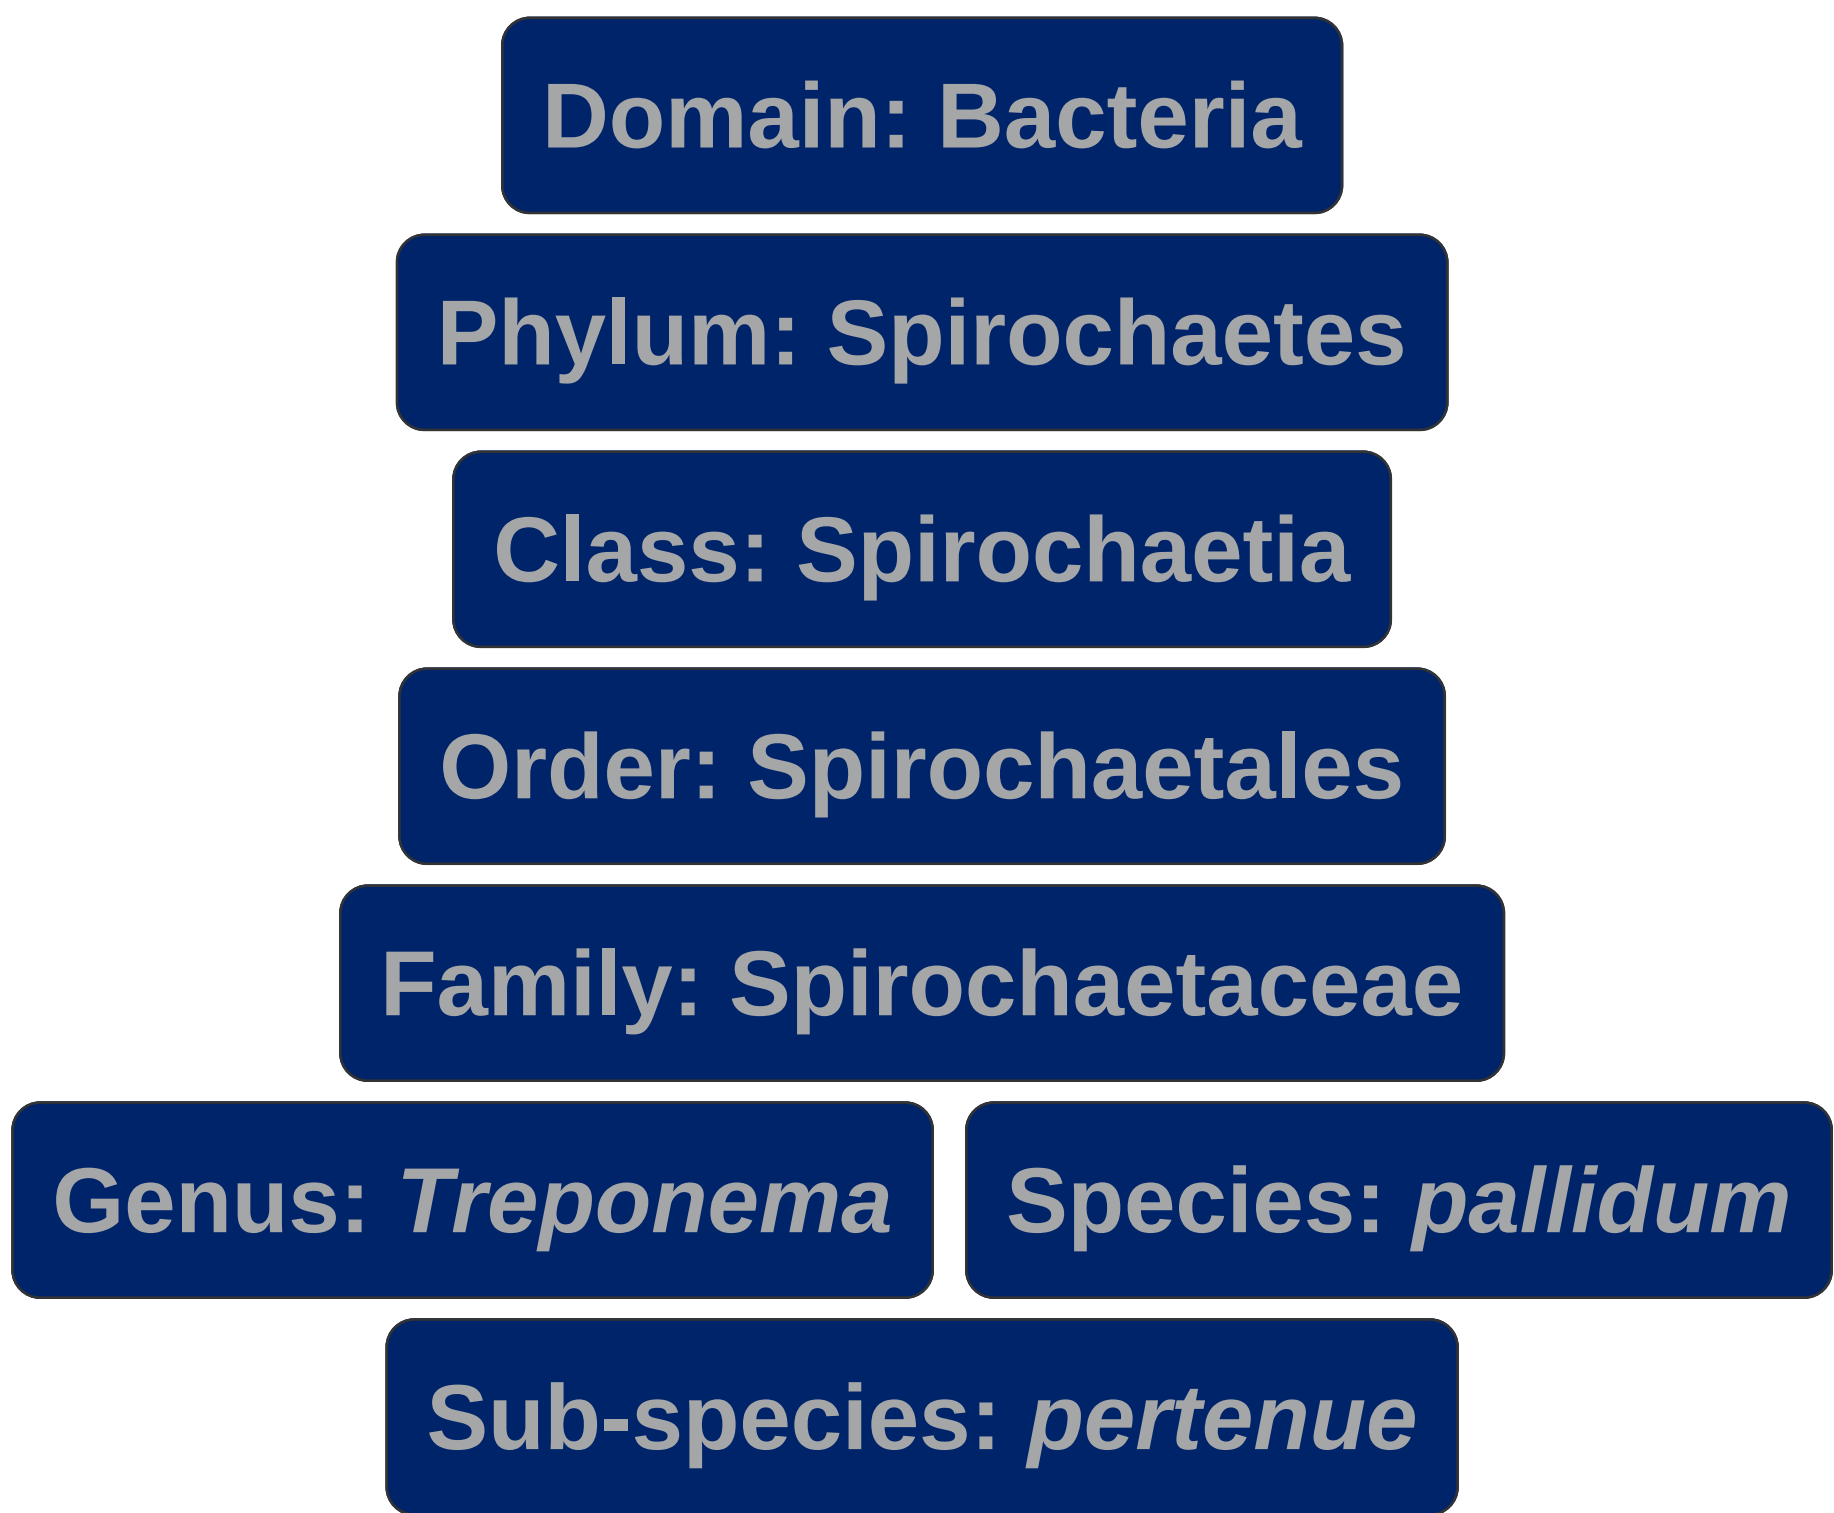 Domain: Bacteria
Phylum: Spirochaetes
Class: Spirochaetia
Order: Spirochaetales
Family: Spirochaetaceae
Genus: Treponema
Species: pallidum
Sub-species: pertenue